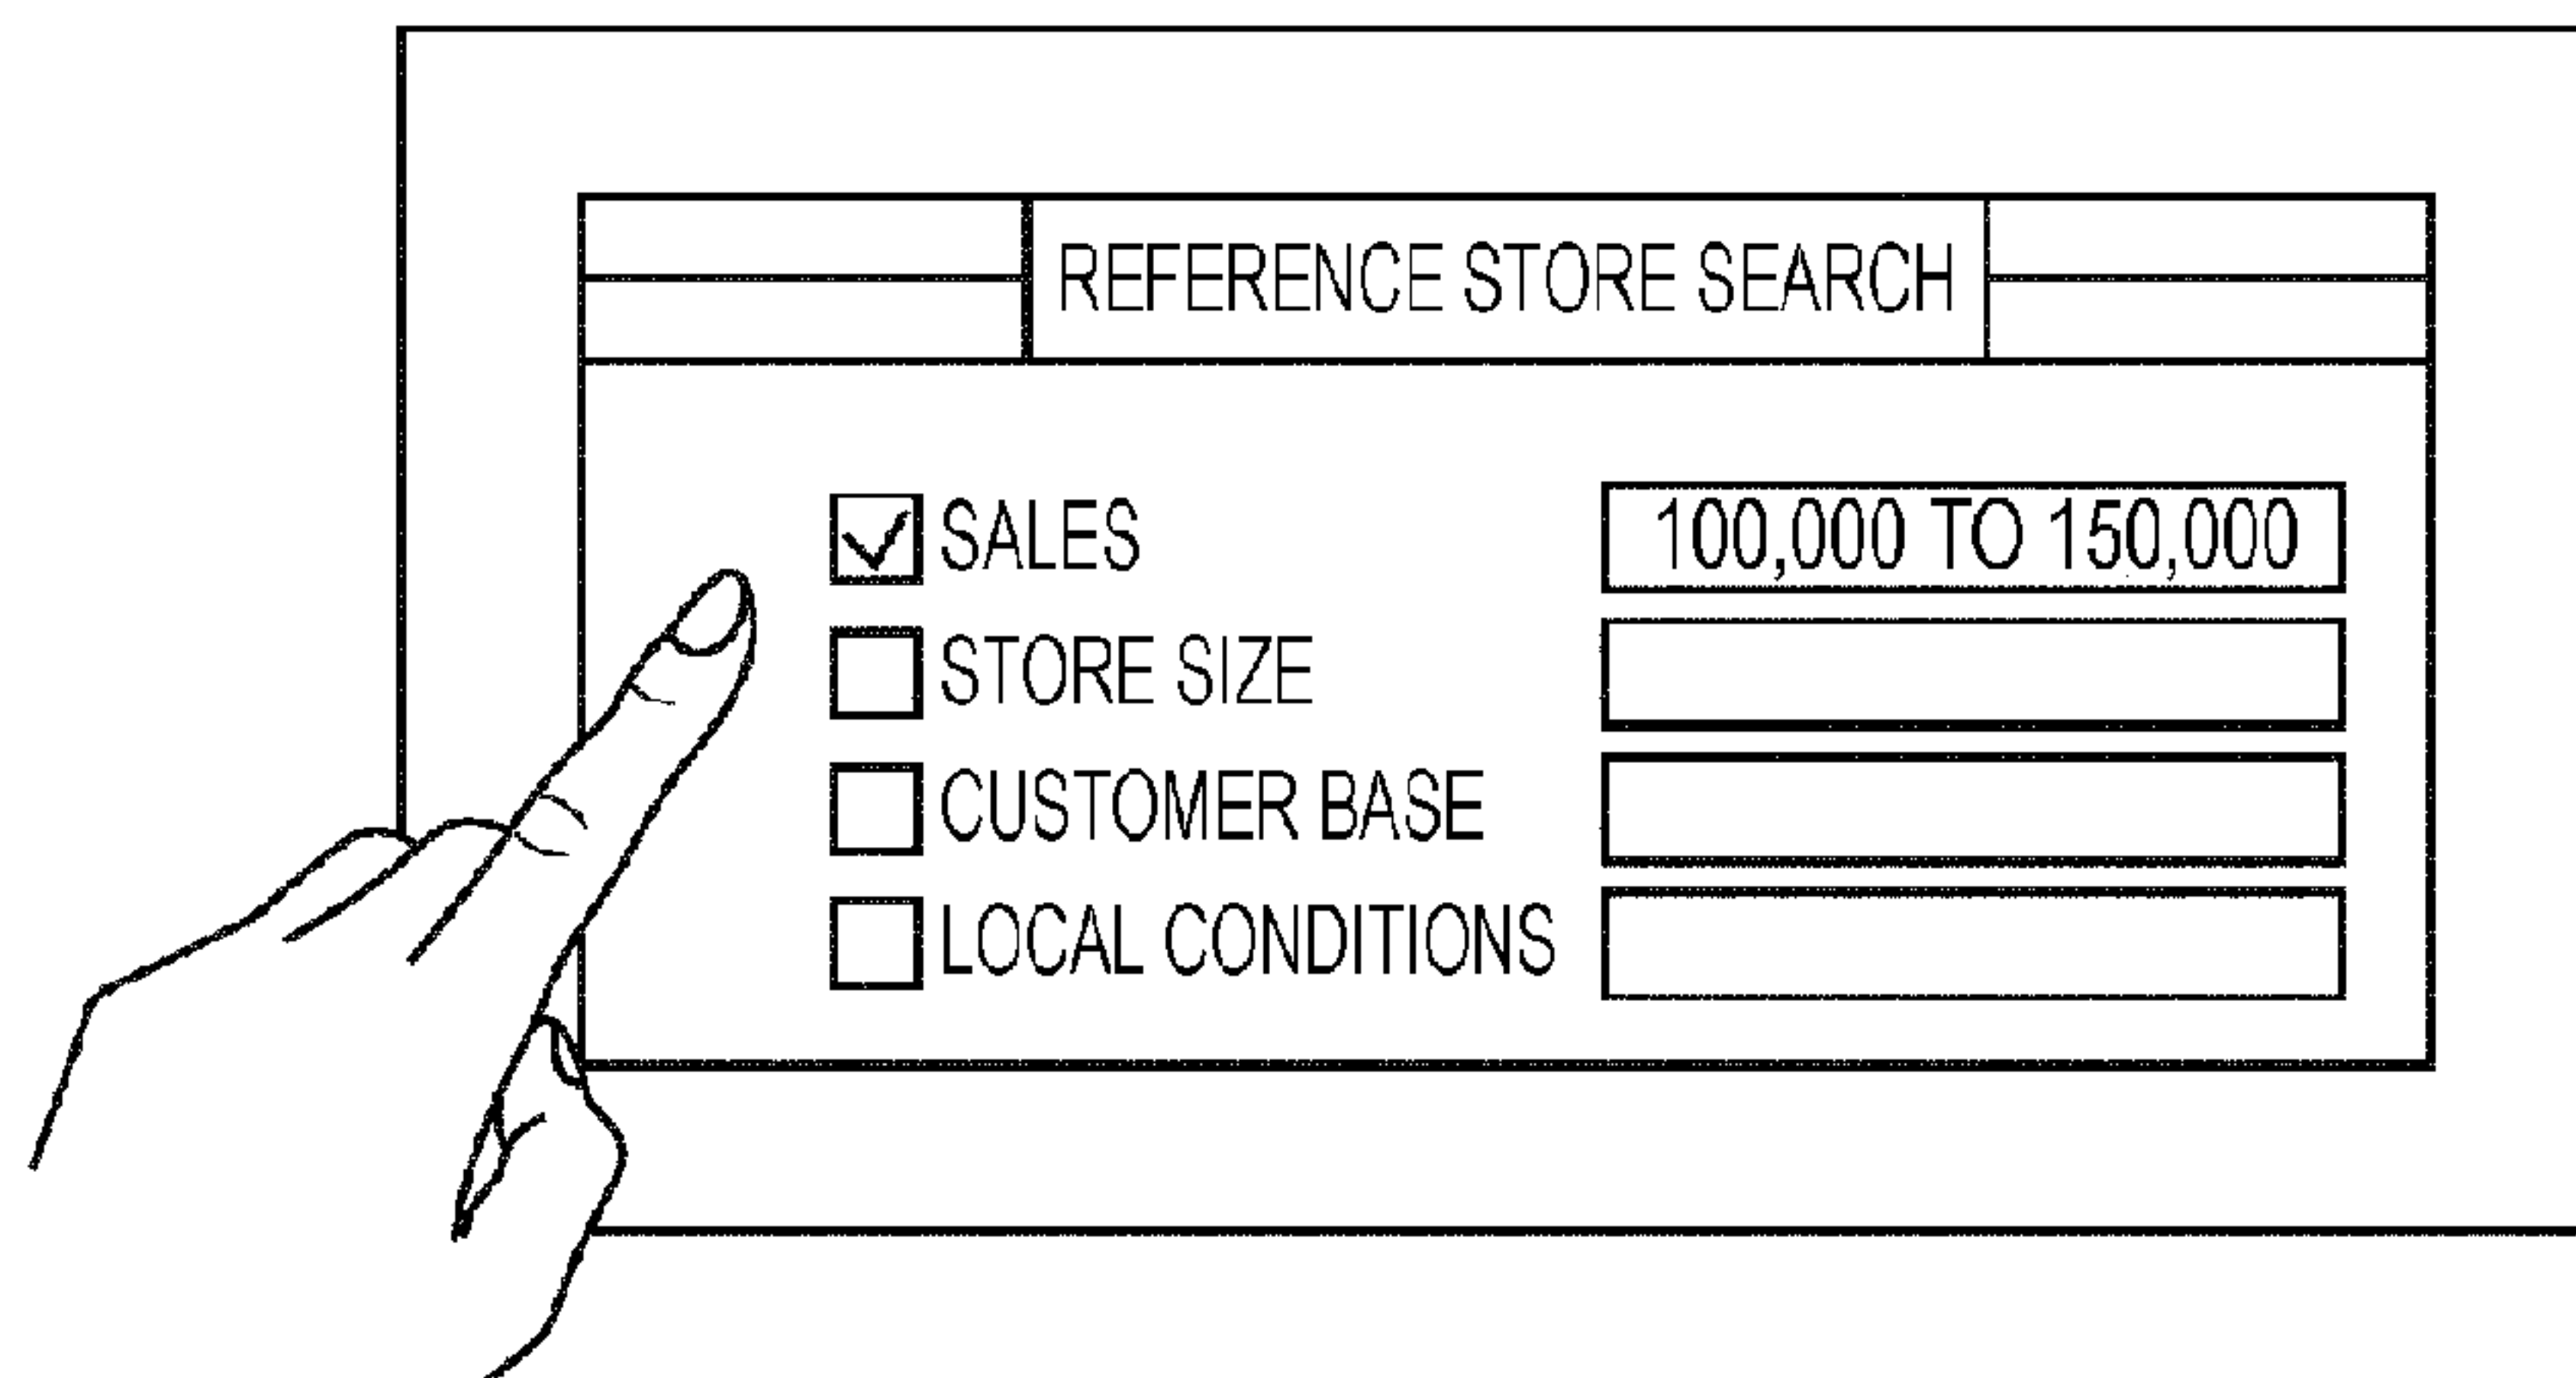 REFERENCE STORE SEARCH
SALES 100,000 TO 150,000
STORE SIZE
CUSTOMER BASE
LOCAL CONDITIONS